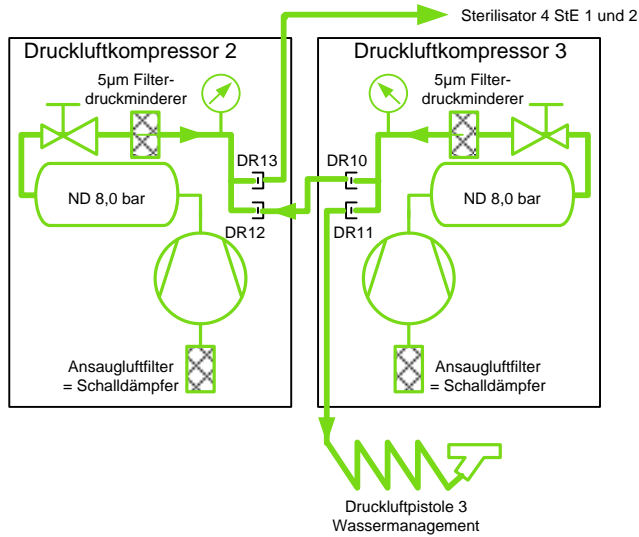 Sterilisator 4 StE 1 und 2
Druckluftkompressor 2
5µm Filter-
druckminderer
DR13
ND 8,0 bar
DR12
Ansaugluftfilter
= Schalldämpfer
Druckluftkompressor 3
5µm Filter-
druckminderer
DR10
ND 8,0 bar
DR11
Ansaugluftfilter
= Schalldämpfer
Druckluftpistole 3
Wassermanagement